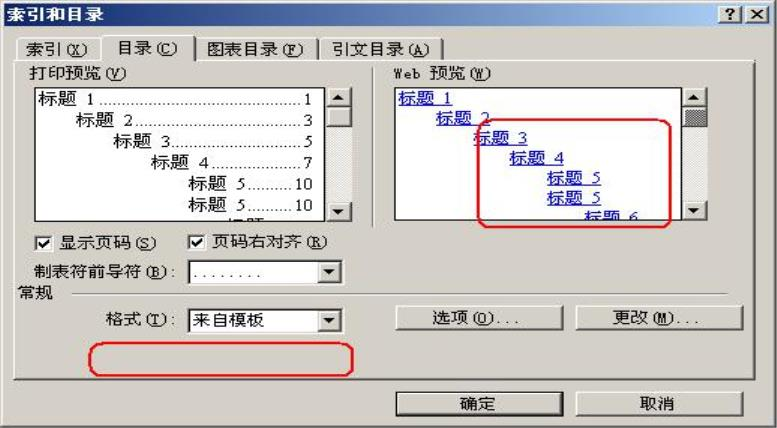 索引和目录
索引(X) 目录(C) 图表目录(F) 引文目录(A)
打印预览(V)
标题 1....................................1
标题 2.............................3
标题 3.......................5
标题 4.................7
标题 5..........10
标题 5..........10
Web 预览(W)
标题 1
标题 2
标题 3
标题 4
标题 5
标题 5
标题 6
显示页码(S) 页码右对齐(R)
制表符前导符(B): ........
常规
格式(T): 来自模板
选项(O)... 更改(M)...
确定 取消